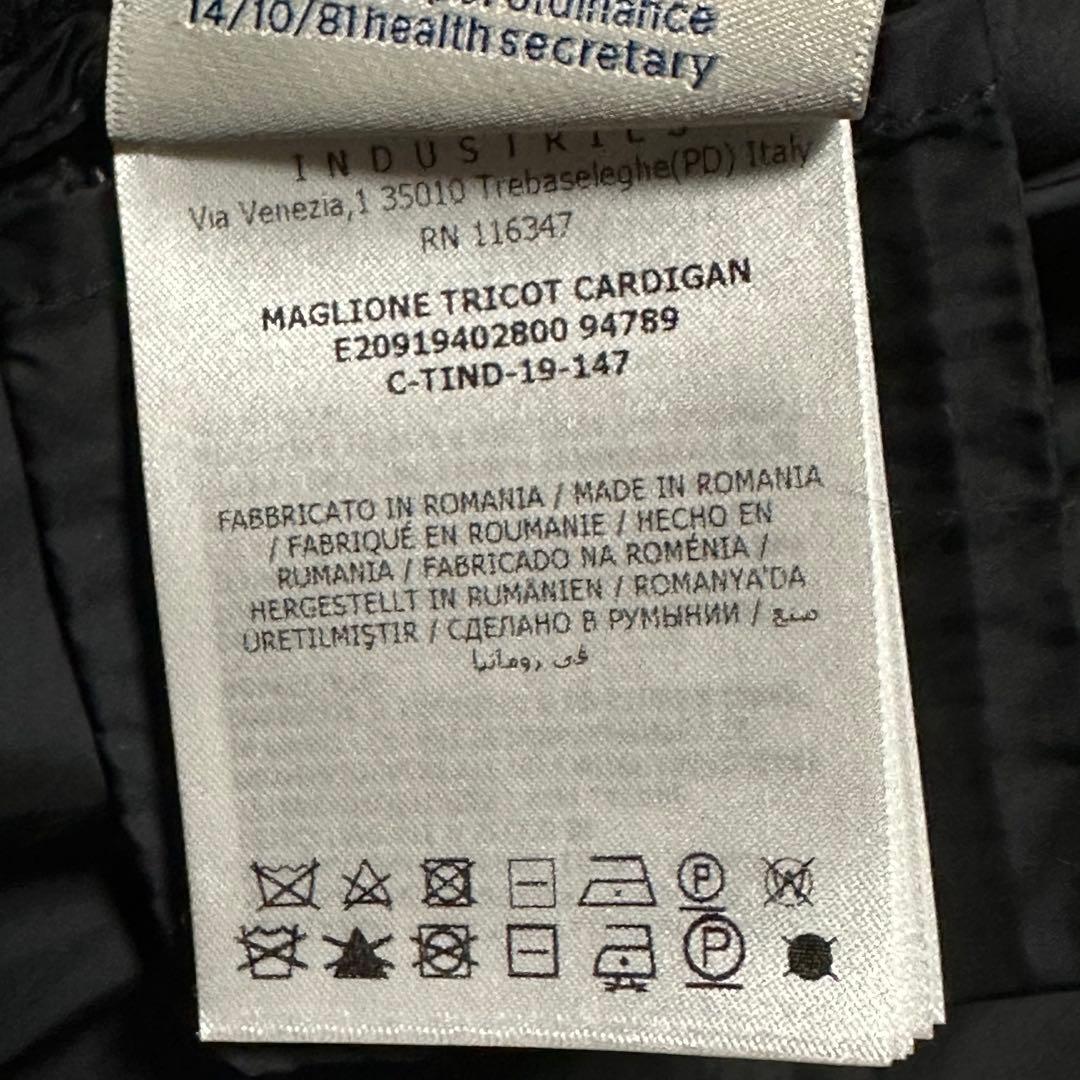 14/10/81 health secretary
INDUSTRIES
Via Venezia,1 35010 Trebaseleghe(PD) Italy
RN 116347
MAGLIONE TRICOT CARDIGAN
E20919402800 94789
C-TIND-19-147
FABBRICATO IN ROMANIA / MADE IN ROMANIA
/ FABRIQUÉ EN ROUMANIE / HECHO EN
RUMANIA / FABRICADO NA ROMÉNIA /
HERGESTELLT IN RUMÄNIEN / ROMANYA'DA
ÜRETILMIŞTIR / СДЕЛАНО В РУМЫНИИ / صنع
في رومانيا
P W
P